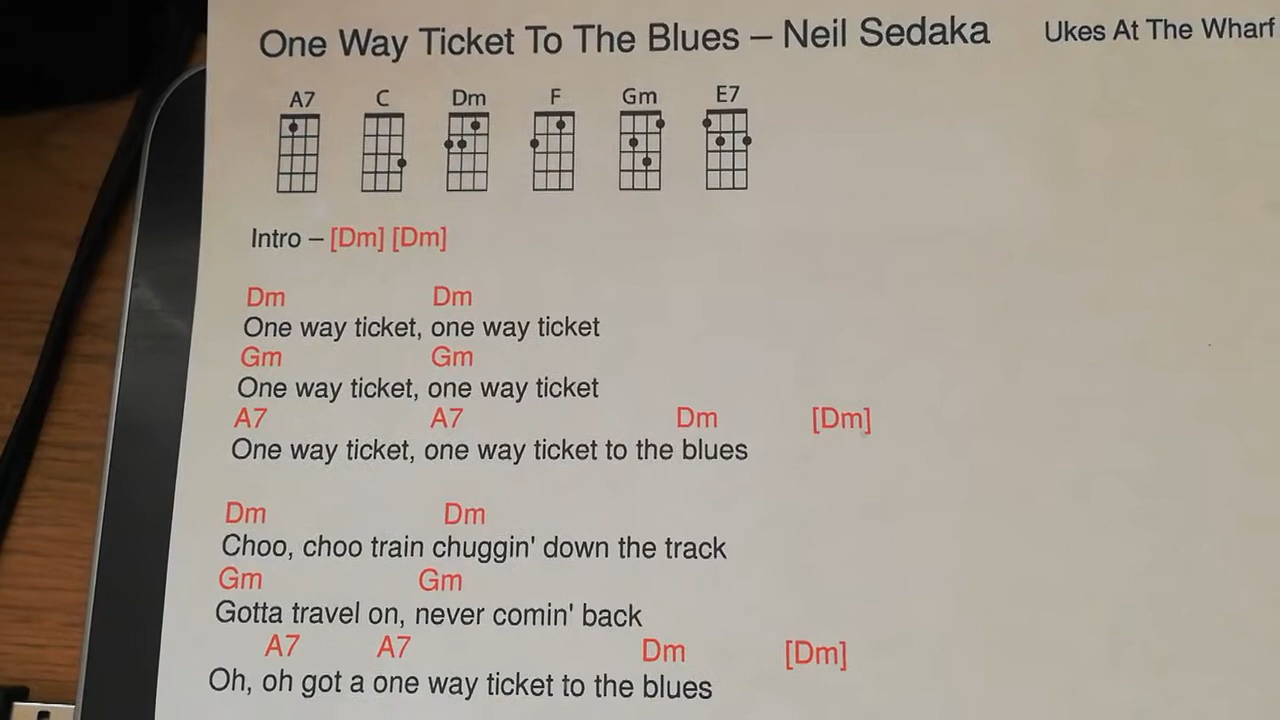 One Way Ticket To The Blues – Neil Sedaka Ukes At The Wharf
A7 C Dm F Gm E7
Intro – [Dm] [Dm]
Dm Dm
One way ticket, one way ticket
Gm Gm
One way ticket, one way ticket
A7 A7 Dm [Dm]
One way ticket, one way ticket to the blues
Dm Dm
Choo, choo train chuggin' down the track
Gm Gm
Gotta travel on, never comin' back
A7 A7 Dm [Dm]
Oh, oh got a one way ticket to the blues